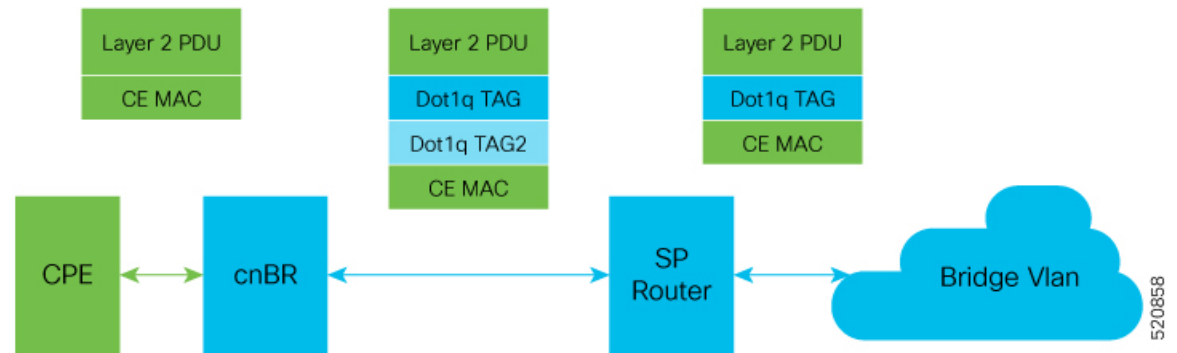 Layer 2 PDU
CE MAC
Layer 2 PDU
Dot1q TAG
Dot1q TAG2
CE MAC
Layer 2 PDU
Dot1q TAG
CE MAC
CPE
cnBR
SP
Router
Bridge Vlan
520858